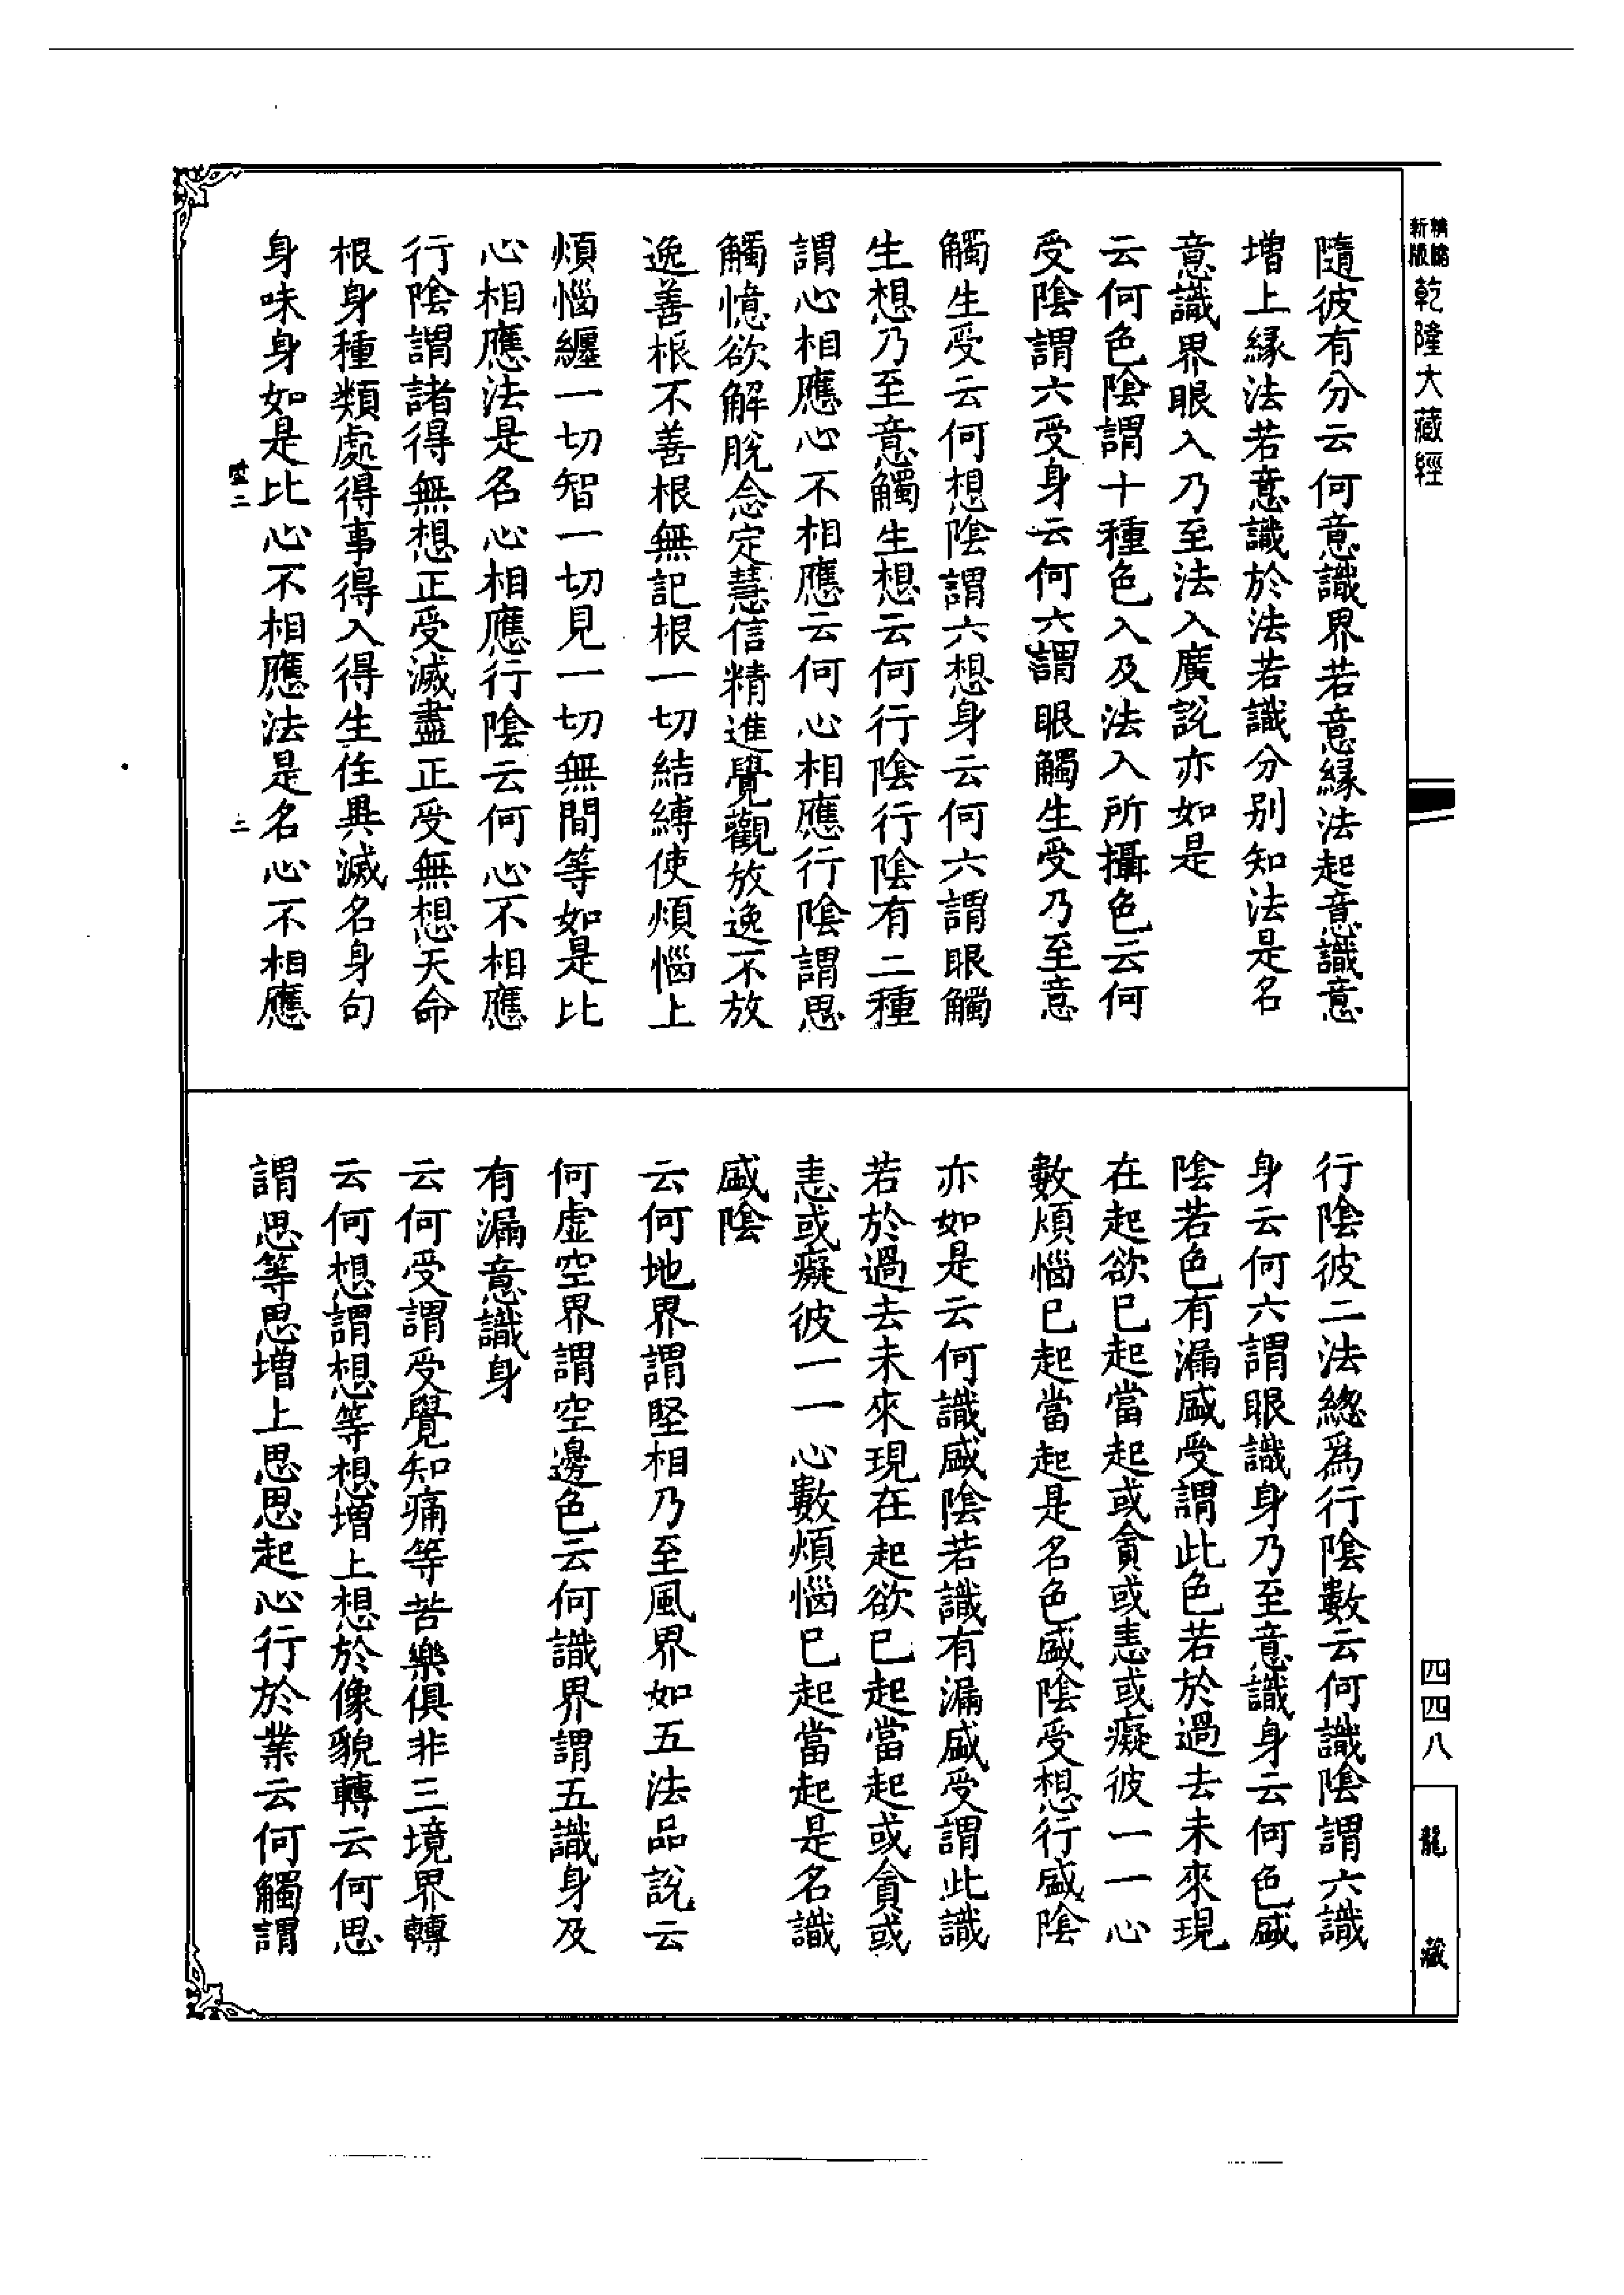 新版
精縮
乾隆大藏經
隨彼有分云何意識界若意緣法起意識意
增上緣法若意識於法若識分別知法是名
意識界眼入乃至法入廣說亦如是
云何色陰謂十種色入及法入所攝色云何
受陰謂六受身云何六謂眼觸生受乃至意
觸生受云何想陰謂六想身云何六謂眼觸
生想乃至意觸生想云何行陰行陰有二種
謂心相應心不相應云何心相應行陰謂思
觸憶欲解脫念定慧信精進覺觀放逸不放
逸善根不善根無記根一切結縛使煩惱上
煩惱纏一切智一切見一切無間等如是比
心相應法是名心相應行陰云何心不相應
行陰謂諸得無想正受滅盡正受無想天命
根身種類處得事得入得生住異滅名身句
身味身如是比心不相應法是名心不相應
二
二
行陰彼二法總爲行陰數云何識陰謂六識
身云何六謂眼識身乃至意識身云何色盛
陰若色有漏盛受謂此色若於過去未來現
在起欲已起當起或貪或恚或癡彼一一心
數煩惱已起當起是名色盛陰受想行盛陰
亦如是云何識盛陰若識有漏盛受謂此識
若於過去未來現在起欲已起當起或貪或
恚或癡彼一一心數煩惱已起當起是名識
盛陰
云何地界謂堅相乃至風界如五法品說云
何虛空界謂空邊色云何識界謂五識身及
有漏意識身
云何受謂受覺知痛等苦樂俱非三境界轉
云何想謂想等想增上想於像貌轉云何思
謂思等思增上思思起心行於業云何觸謂
四四八
龍藏